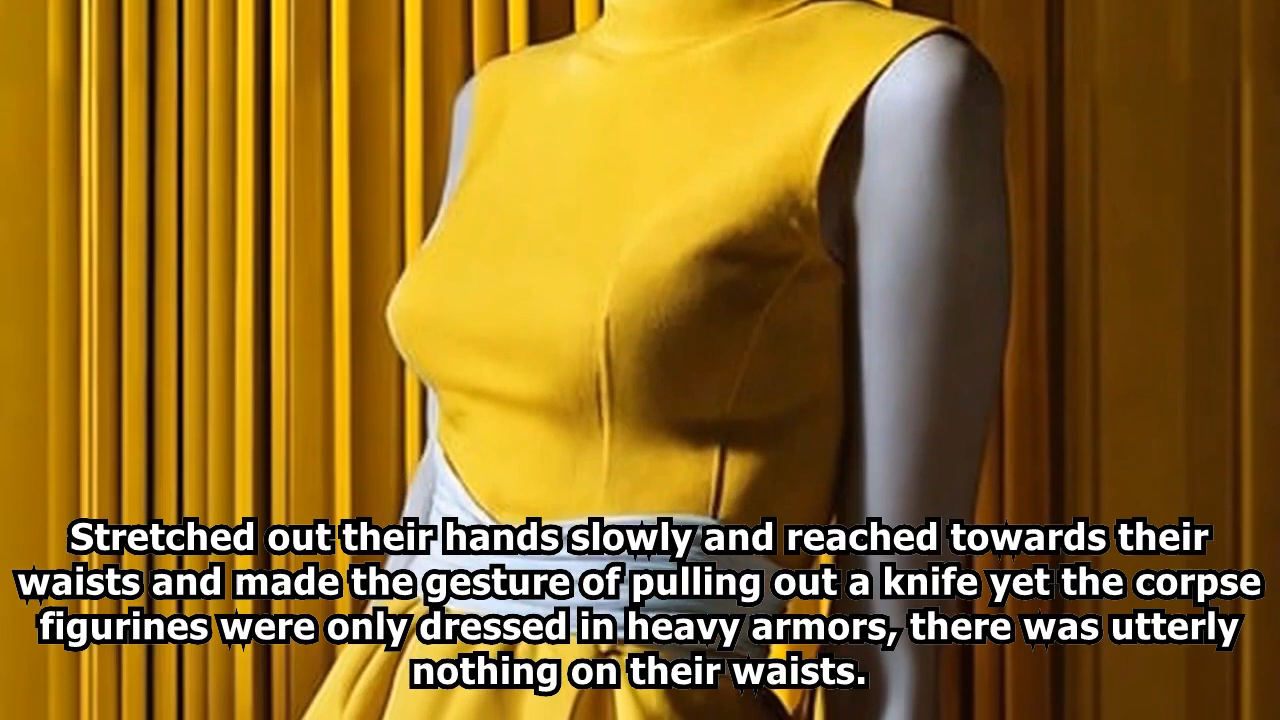 Stretched out their hands slowly and reached towards their
waists and made the gesture of pulling out a knife yet the corpse
figurines were only dressed in heavy armors, there was utterly
nothing on their waists.